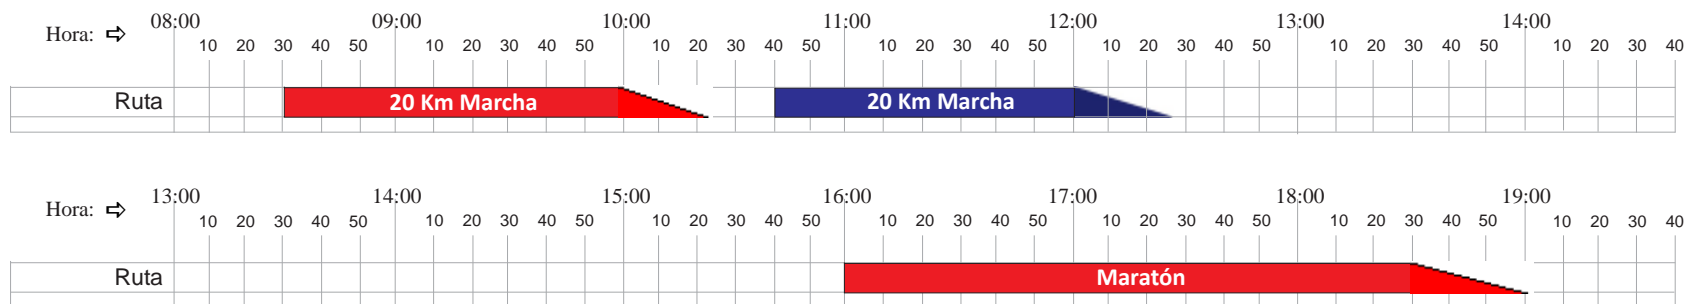 Hora: ➪ 08:00 09:00 10:00 11:00 12:00 13:00 14:00
10 20 30 40 50 10 20 30 40 50 10 20 30 40 50 10 20 30 40 50 10 20 30 40 50 10 20 30 40 50 10 20 30 40
Ruta 20 Km Marcha 20 Km Marcha
Hora: ➪ 13:00 14:00 15:00 16:00 17:00 18:00 19:00
10 20 30 40 50 10 20 30 40 50 10 20 30 40 50 10 20 30 40 50 10 20 30 40 50 10 20 30 40 50 10 20 30 40
Ruta Maratón